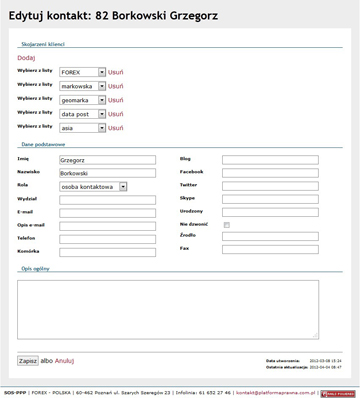 Edytuj kontakt: 82 Borkowski Grzegorz
Skojarzeni klienci
Dodaj
Wybierz z listy FOREX Usuń
Wybierz z listy markowska Usuń
Wybierz z listy geomarka Usuń
Wybierz z listy data post Usuń
Wybierz z listy asia Usuń
Dane podstawowe
Imię Grzegorz
Nazwisko Borkowski
Rola osoba kontaktowa
Wydział
E-mail
Opis e-mail
Telefon
Komórka
Blog
Facebook
Twitter
Skype
Urodzony
Nie dzwonić
Źrodło
Fax
Opis ogólny
Zapisz albo Anuluj
Data utworzenia: 2012-03-08 15:24
Ostatnia aktualizacja: 2012-04-04 08:47
SOS-PPP | FOREX - POLSKA | 60-462 Poznań ul. Szarych Szeregów 22 | Infolinia: 61 652 27 46 | kontakt@platformaprawna.com.pl |